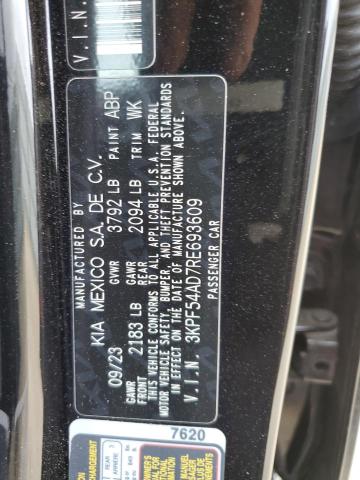 V.I.N.
MANUFACTURED BY
KIA MEXICO S.A. DE C.V.
09/23 GVWR 3792 LB PAINT ABP
GAWR FRONT 2183 LB GAWR REAR 2094 LB TRIM WK
THIS VEHICLE CONFORMS TO ALL APPLICABLE U.S.A. FEDERAL
MOTOR VEHICLE SAFETY, BUMPER, AND THEFT PREVENTION STANDARDS
IN EFFECT ON THE DATE OF MANUFACTURE SHOWN ABOVE.
V.I.N. 3KPF54AD7RE693609
PASSENGER CAR
7620
REAR
ARRIERE